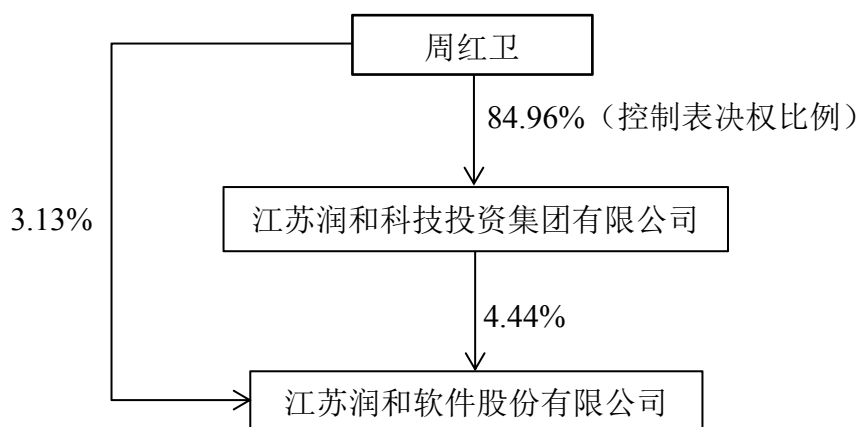 周红卫
84.96%（控制表决权比例）
3.13%
江苏润和科技投资集团有限公司
4.44%
江苏润和软件股份有限公司